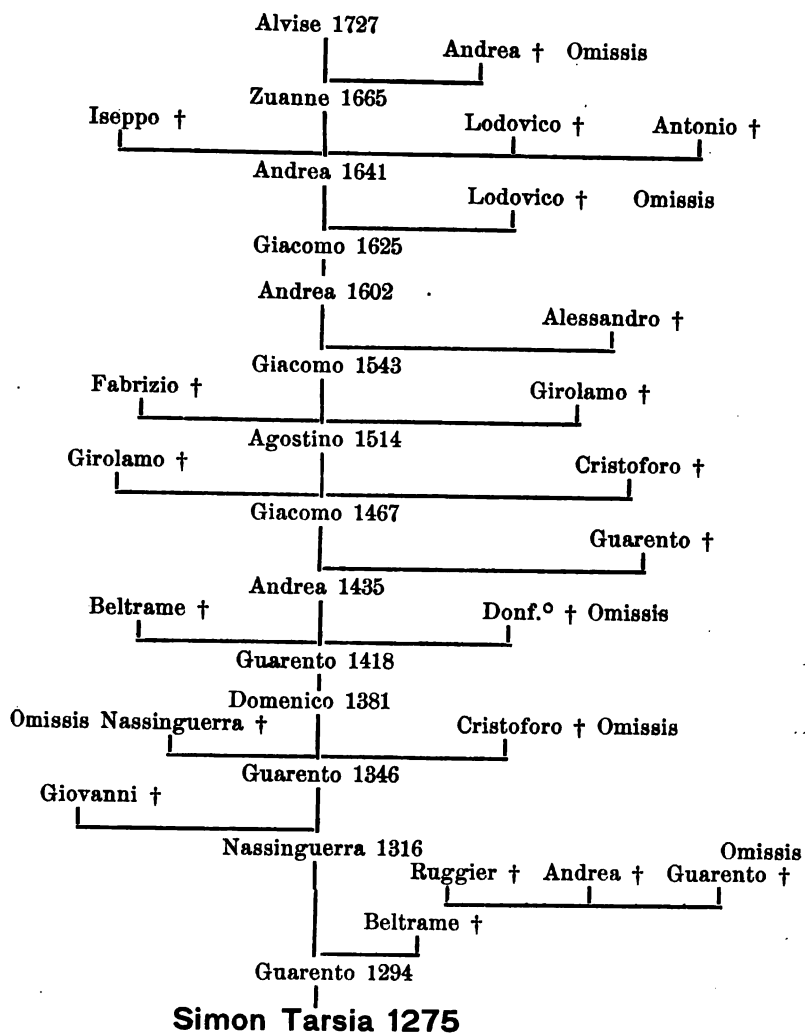 Alvise 1727
Andrea † Omissis
Zuanne 1665
Iseppo † Lodovico † Antonio †
Andrea 1641
Lodovico † Omissis
Giacomo 1625
Andrea 1602
Alessandro †
Giacomo 1543
Fabrizio † Girolamo †
Agostino 1514
Girolamo † Cristoforo †
Giacomo 1467
Guarento †
Andrea 1435
Beltrame † Donf.º † Omissis
Guarento 1418
Domenico 1381
Omissis Nassinguerra † Cristoforo † Omissis
Guarento 1346
Giovanni †
Nassinguerra 1316
Omissis
Ruggier † Andrea † Guarento †
Beltrame †
Guarento 1294
Simon Tarsia 1275